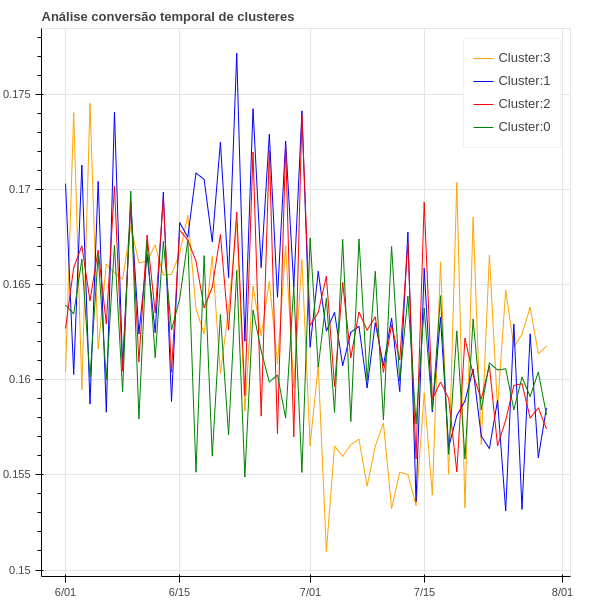 Análise conversão temporal de clusteres
Cluster:3
Cluster:1
Cluster:2
Cluster:0
0.175
0.17
0.165
0.16
0.155
0.15
6/01
6/15
7/01
7/15
8/01